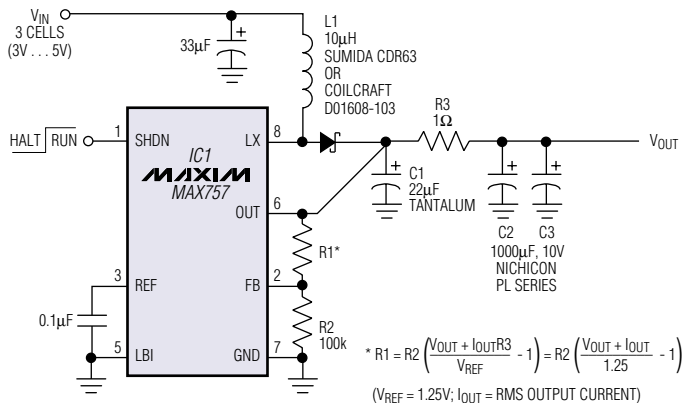 VIN
3 CELLS
(3V . . . 5V)
33µF
+
L1
10µH
SUMIDA CDR63
OR
COILCRAFT
D01608-103
HALT RUN
1
SHDN
IC1
MAXIM
MAX757
LX
8
R3
1Ω
VOUT
+
C1
22µF
TANTALUM
+
+
C2
C3
1000µF, 10V
NICHICON
PL SERIES
OUT
6
R1*
3
REF
FB
2
0.1µF
R2
100k
5
LBI
GND
7
* R1 = R2 (VOUT + IOUTR3 / VREF - 1) = R2 (VOUT + IOUT / 1.25 - 1)
(VREF = 1.25V; IOUT = RMS OUTPUT CURRENT)